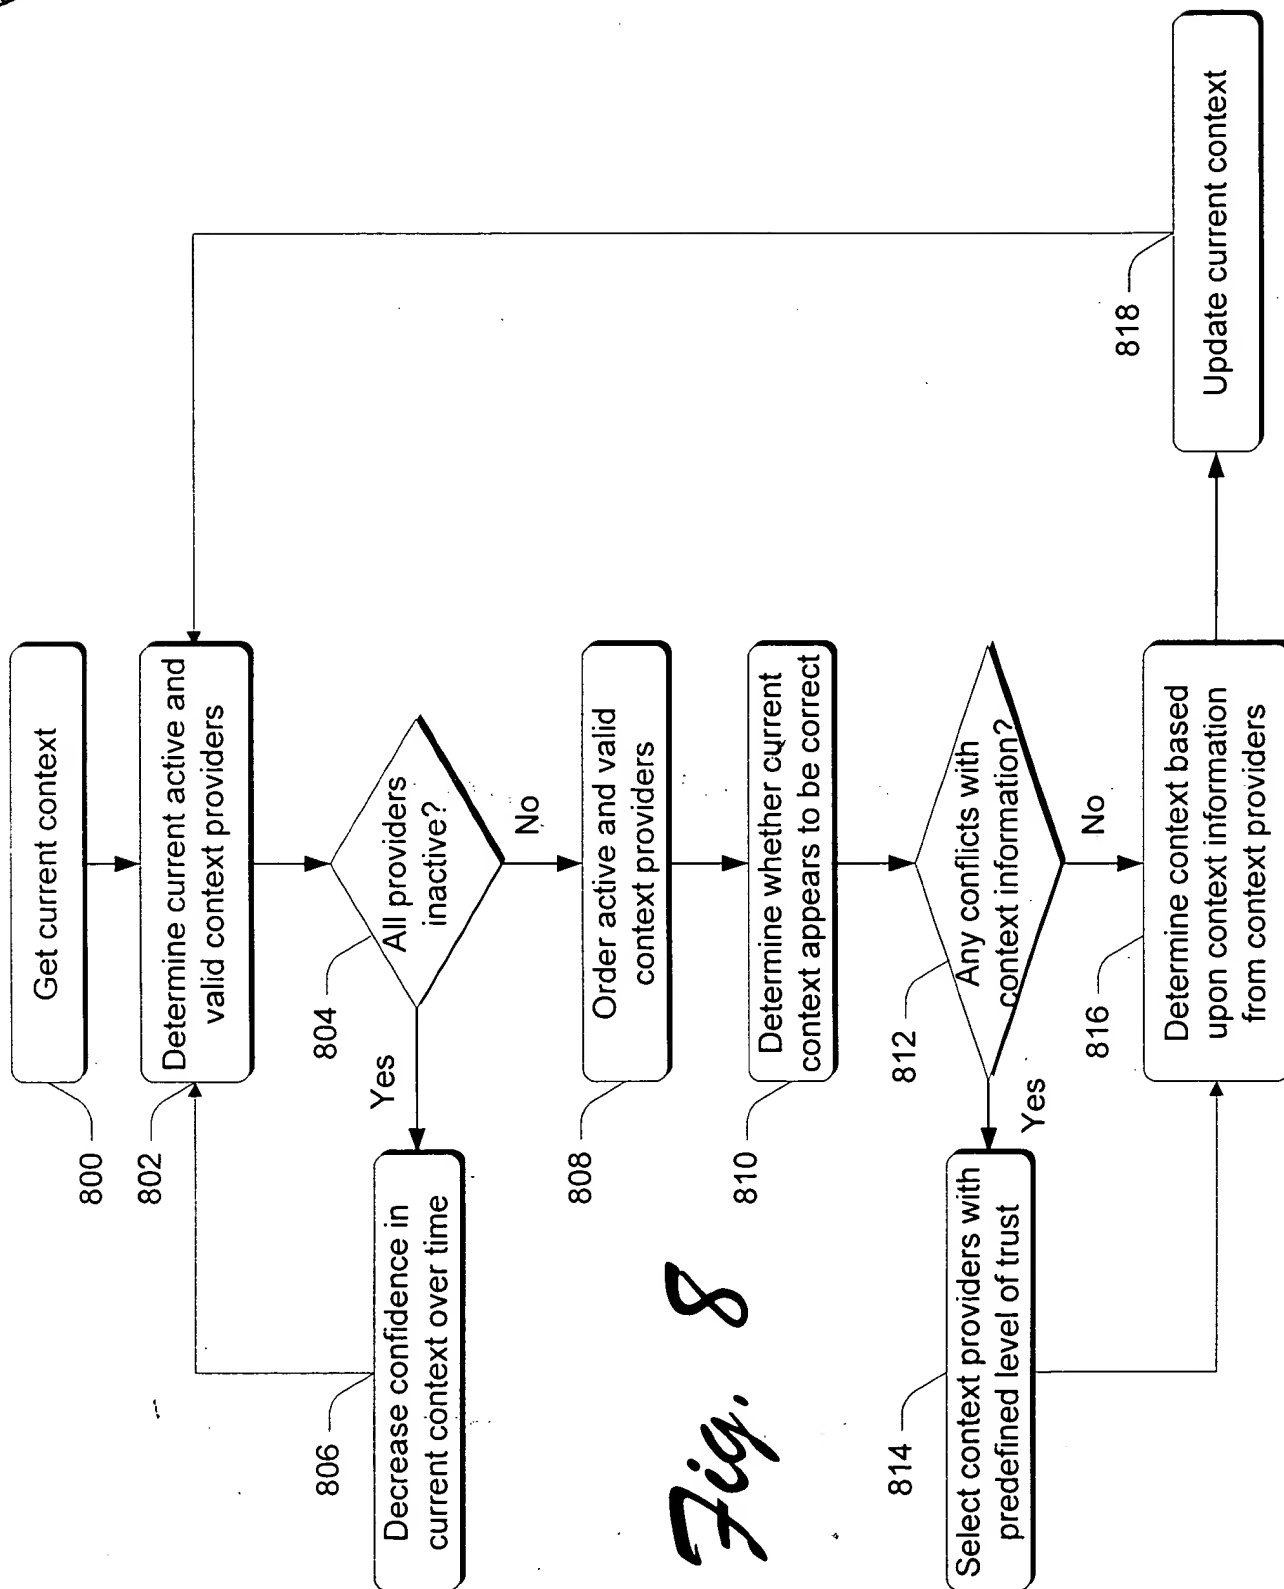 800
Get current context
802
Determine current active and
valid context providers
804
All providers
inactive?
Yes
No
806
Decrease confidence in
current context over time
808
Order active and valid
context providers
810
Determine whether current
context appears to be correct
812
Any conflicts with
context information?
Yes
No
814
Select context providers with
predefined level of trust
816
Determine context based
upon context information
from context providers
818
Update current context
Fig. 8